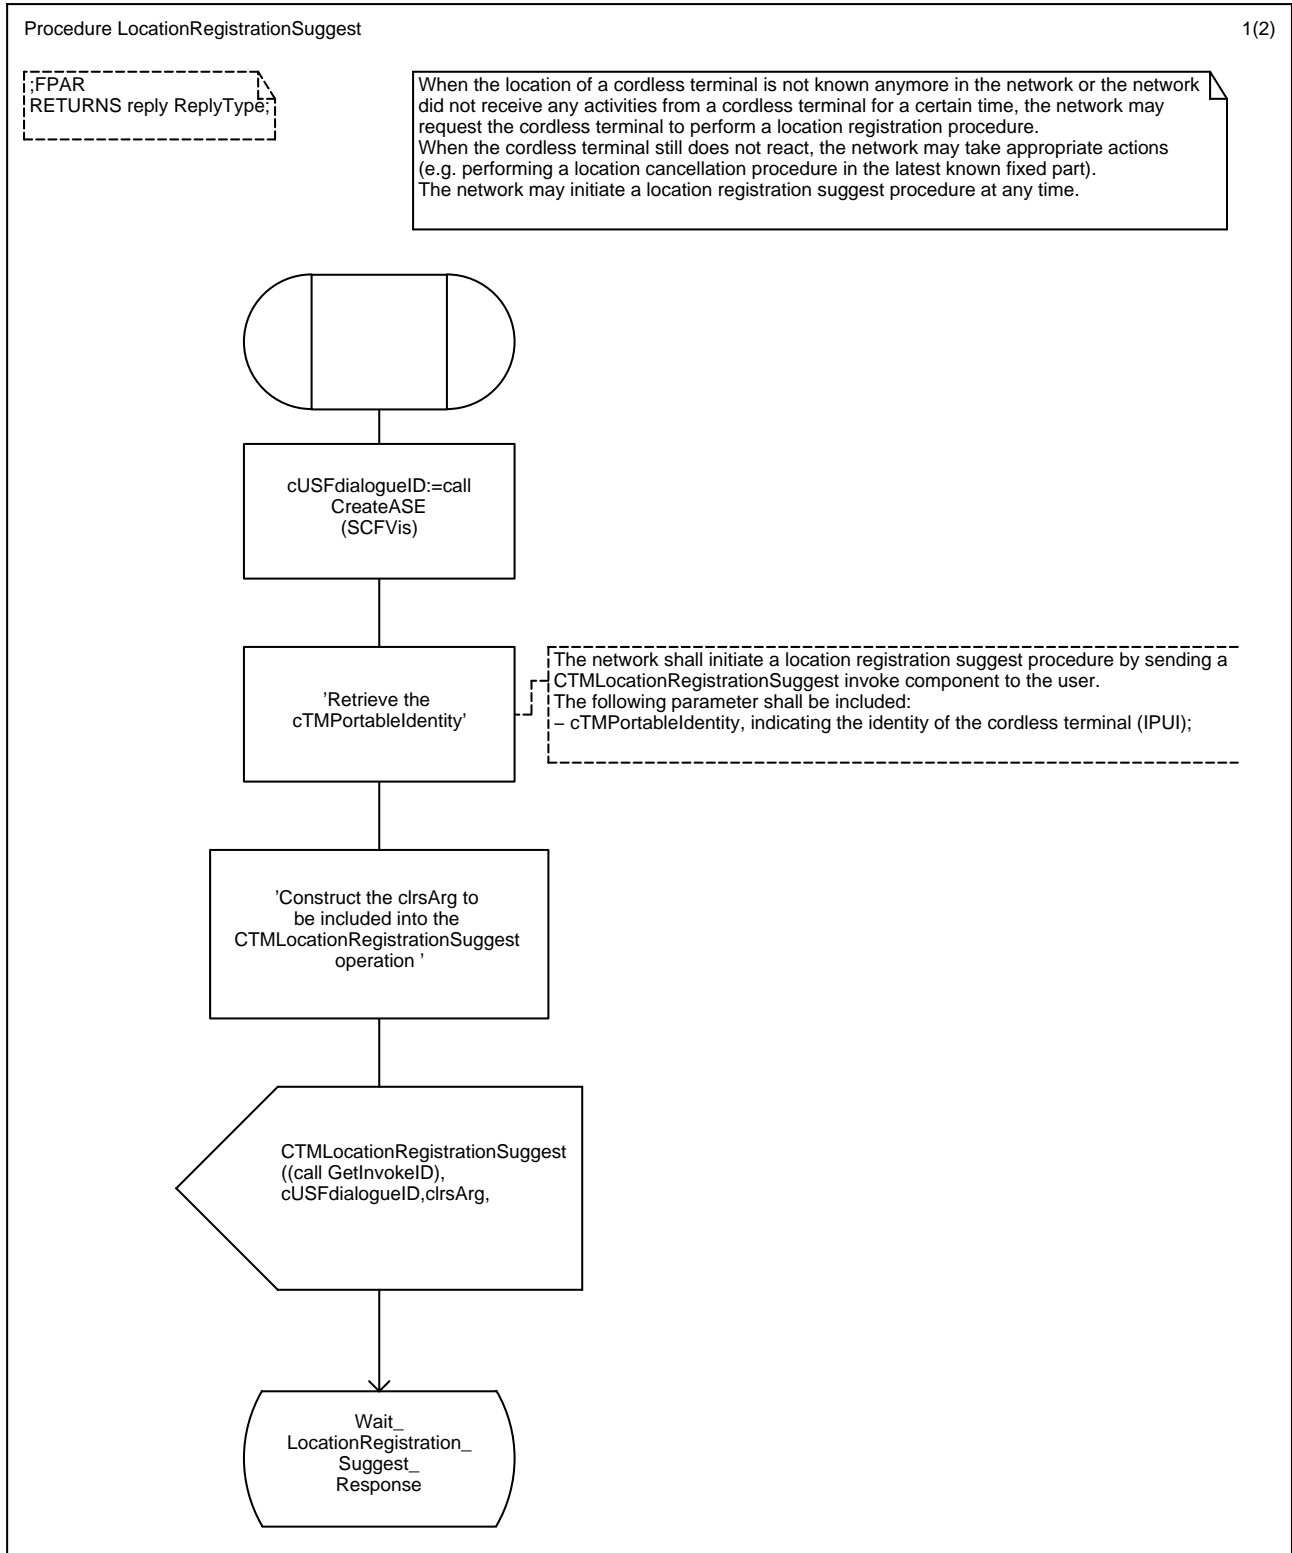 Procedure LocationRegistrationSuggest
1(2)
;FPAR
RETURNS reply ReplyType;
When the location of a cordless terminal is not known anymore in the network or the network
did not receive any activities from a cordless terminal for a certain time, the network may
request the cordless terminal to perform a location registration procedure.
When the cordless terminal still does not react, the network may take appropriate actions
(e.g. performing a location cancellation procedure in the latest known fixed part).
The network may initiate a location registration suggest procedure at any time.
cUSFdialogueID:=call
CreateASE
(SCFVis)
'Retrieve the
cTMPortableIdentity'
The network shall initiate a location registration suggest procedure by sending a
CTMLocationRegistrationSuggest invoke component to the user.
The following parameter shall be included:
– cTMPortableIdentity, indicating the identity of the cordless terminal (IPUI);
'Construct the clrsArg to
be included into the
CTMLocationRegistrationSuggest
operation '
CTMLocationRegistrationSuggest
((call GetInvokeID),
cUSFdialogueID,clrsArg,
Wait_
LocationRegistration_
Suggest_
Response